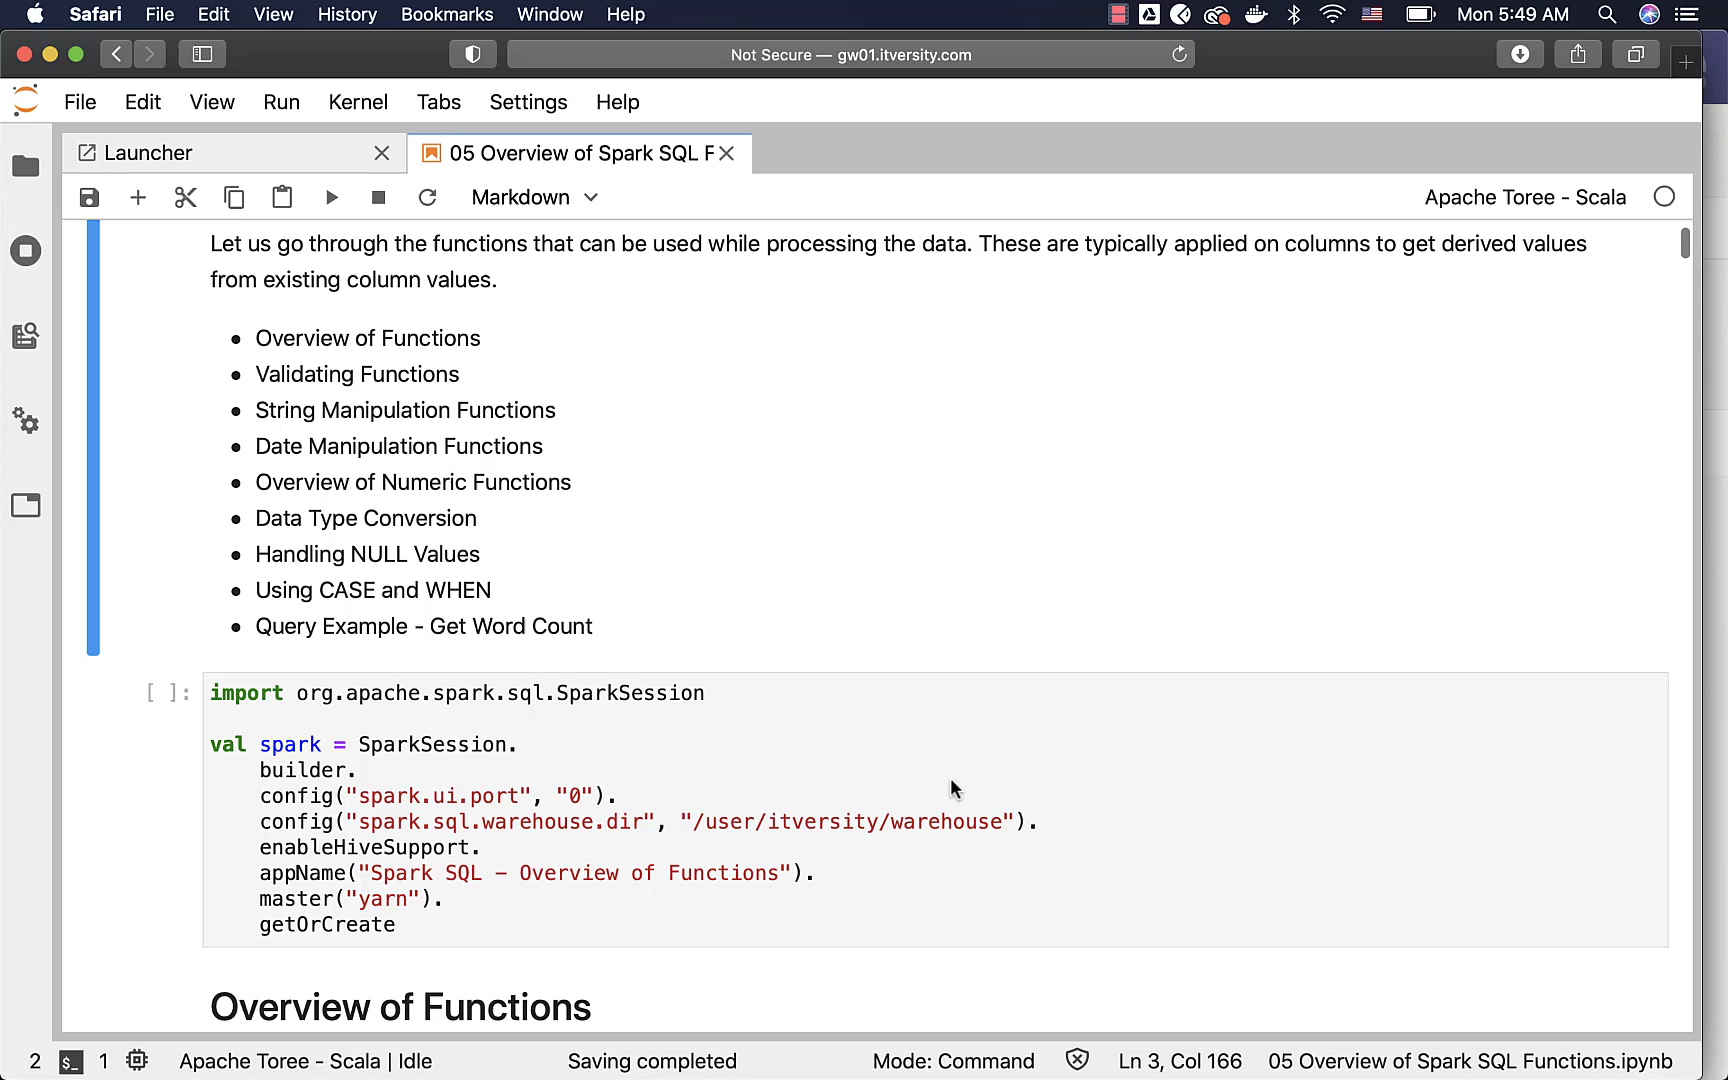 Safari File Edit View History Bookmarks Window Help Mon 5:49 AM
Not Secure — gw01.itversity.com
File Edit View Run Kernel Tabs Settings Help
Launcher 05 Overview of Spark SQL F
Markdown Apache Toree - Scala
Let us go through the functions that can be used while processing the data. These are typically applied on columns to get derived values
from existing column values.
• Overview of Functions
• Validating Functions
• String Manipulation Functions
• Date Manipulation Functions
• Overview of Numeric Functions
• Data Type Conversion
• Handling NULL Values
• Using CASE and WHEN
• Query Example - Get Word Count
[ ]: import org.apache.spark.sql.SparkSession
val spark = SparkSession.
builder.
config("spark.ui.port", "0").
config("spark.sql.warehouse.dir", "/user/itversity/warehouse").
enableHiveSupport.
appName("Spark SQL - Overview of Functions").
master("yarn").
getOrCreate
Overview of Functions
2 $_ 1 Apache Toree - Scala | Idle Saving completed Mode: Command Ln 3, Col 166 05 Overview of Spark SQL Functions.ipynb